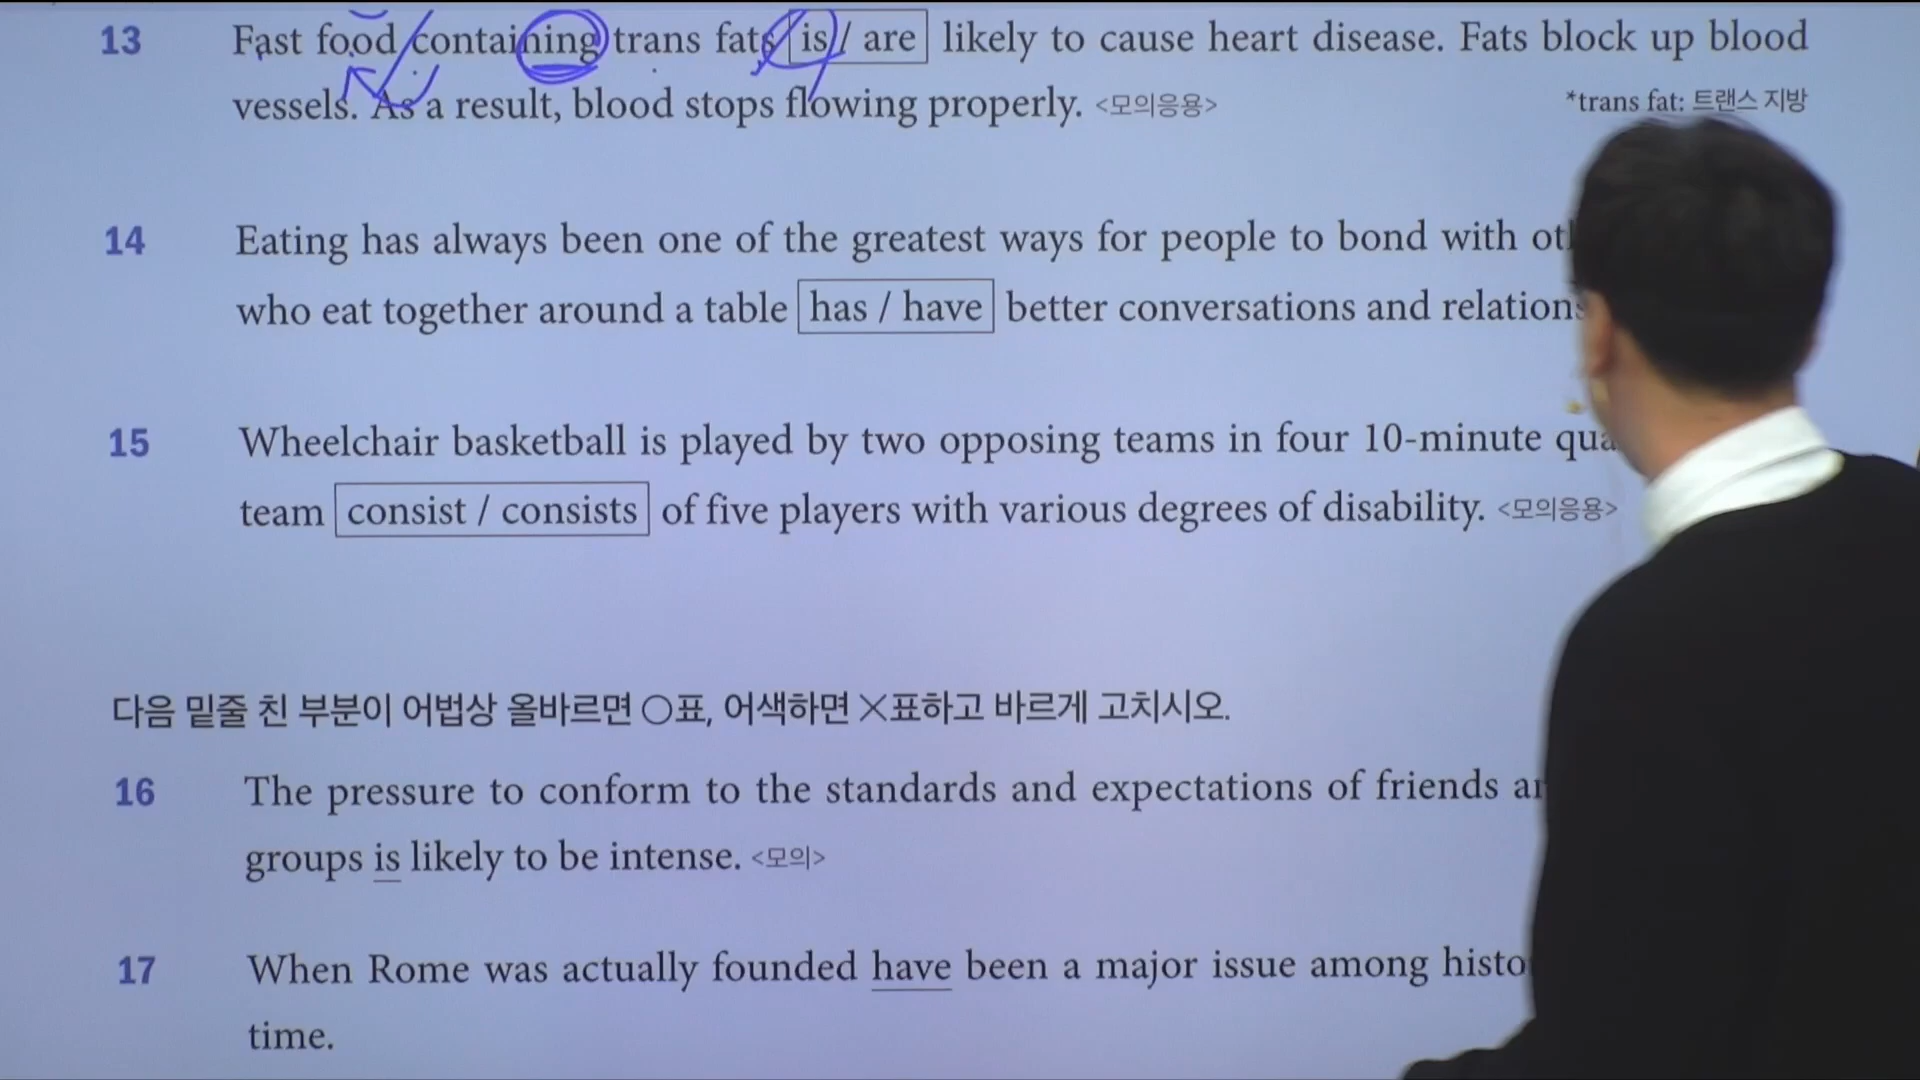 13 Fast food containing trans fats is / are likely to cause heart disease. Fats block up blood
vessels. As a result, blood stops flowing properly. <모의응용> *trans fat: 트랜스 지방
14 Eating has always been one of the greatest ways for people to bond with
who eat together around a table has / have better conversations and
15 Wheelchair basketball is played by two opposing teams in four 10-minute
team consist / consists of five players with various degrees of disability. <모의응용>
다음 밑줄 친 부분이 어법상 올바르면 ○표, 어색하면 ×표하고 바르게 고치시오.
16 The pressure to conform to the standards and expectations of friends
groups is likely to be intense. <모의>
17 When Rome was actually founded have been a major issue among
time.